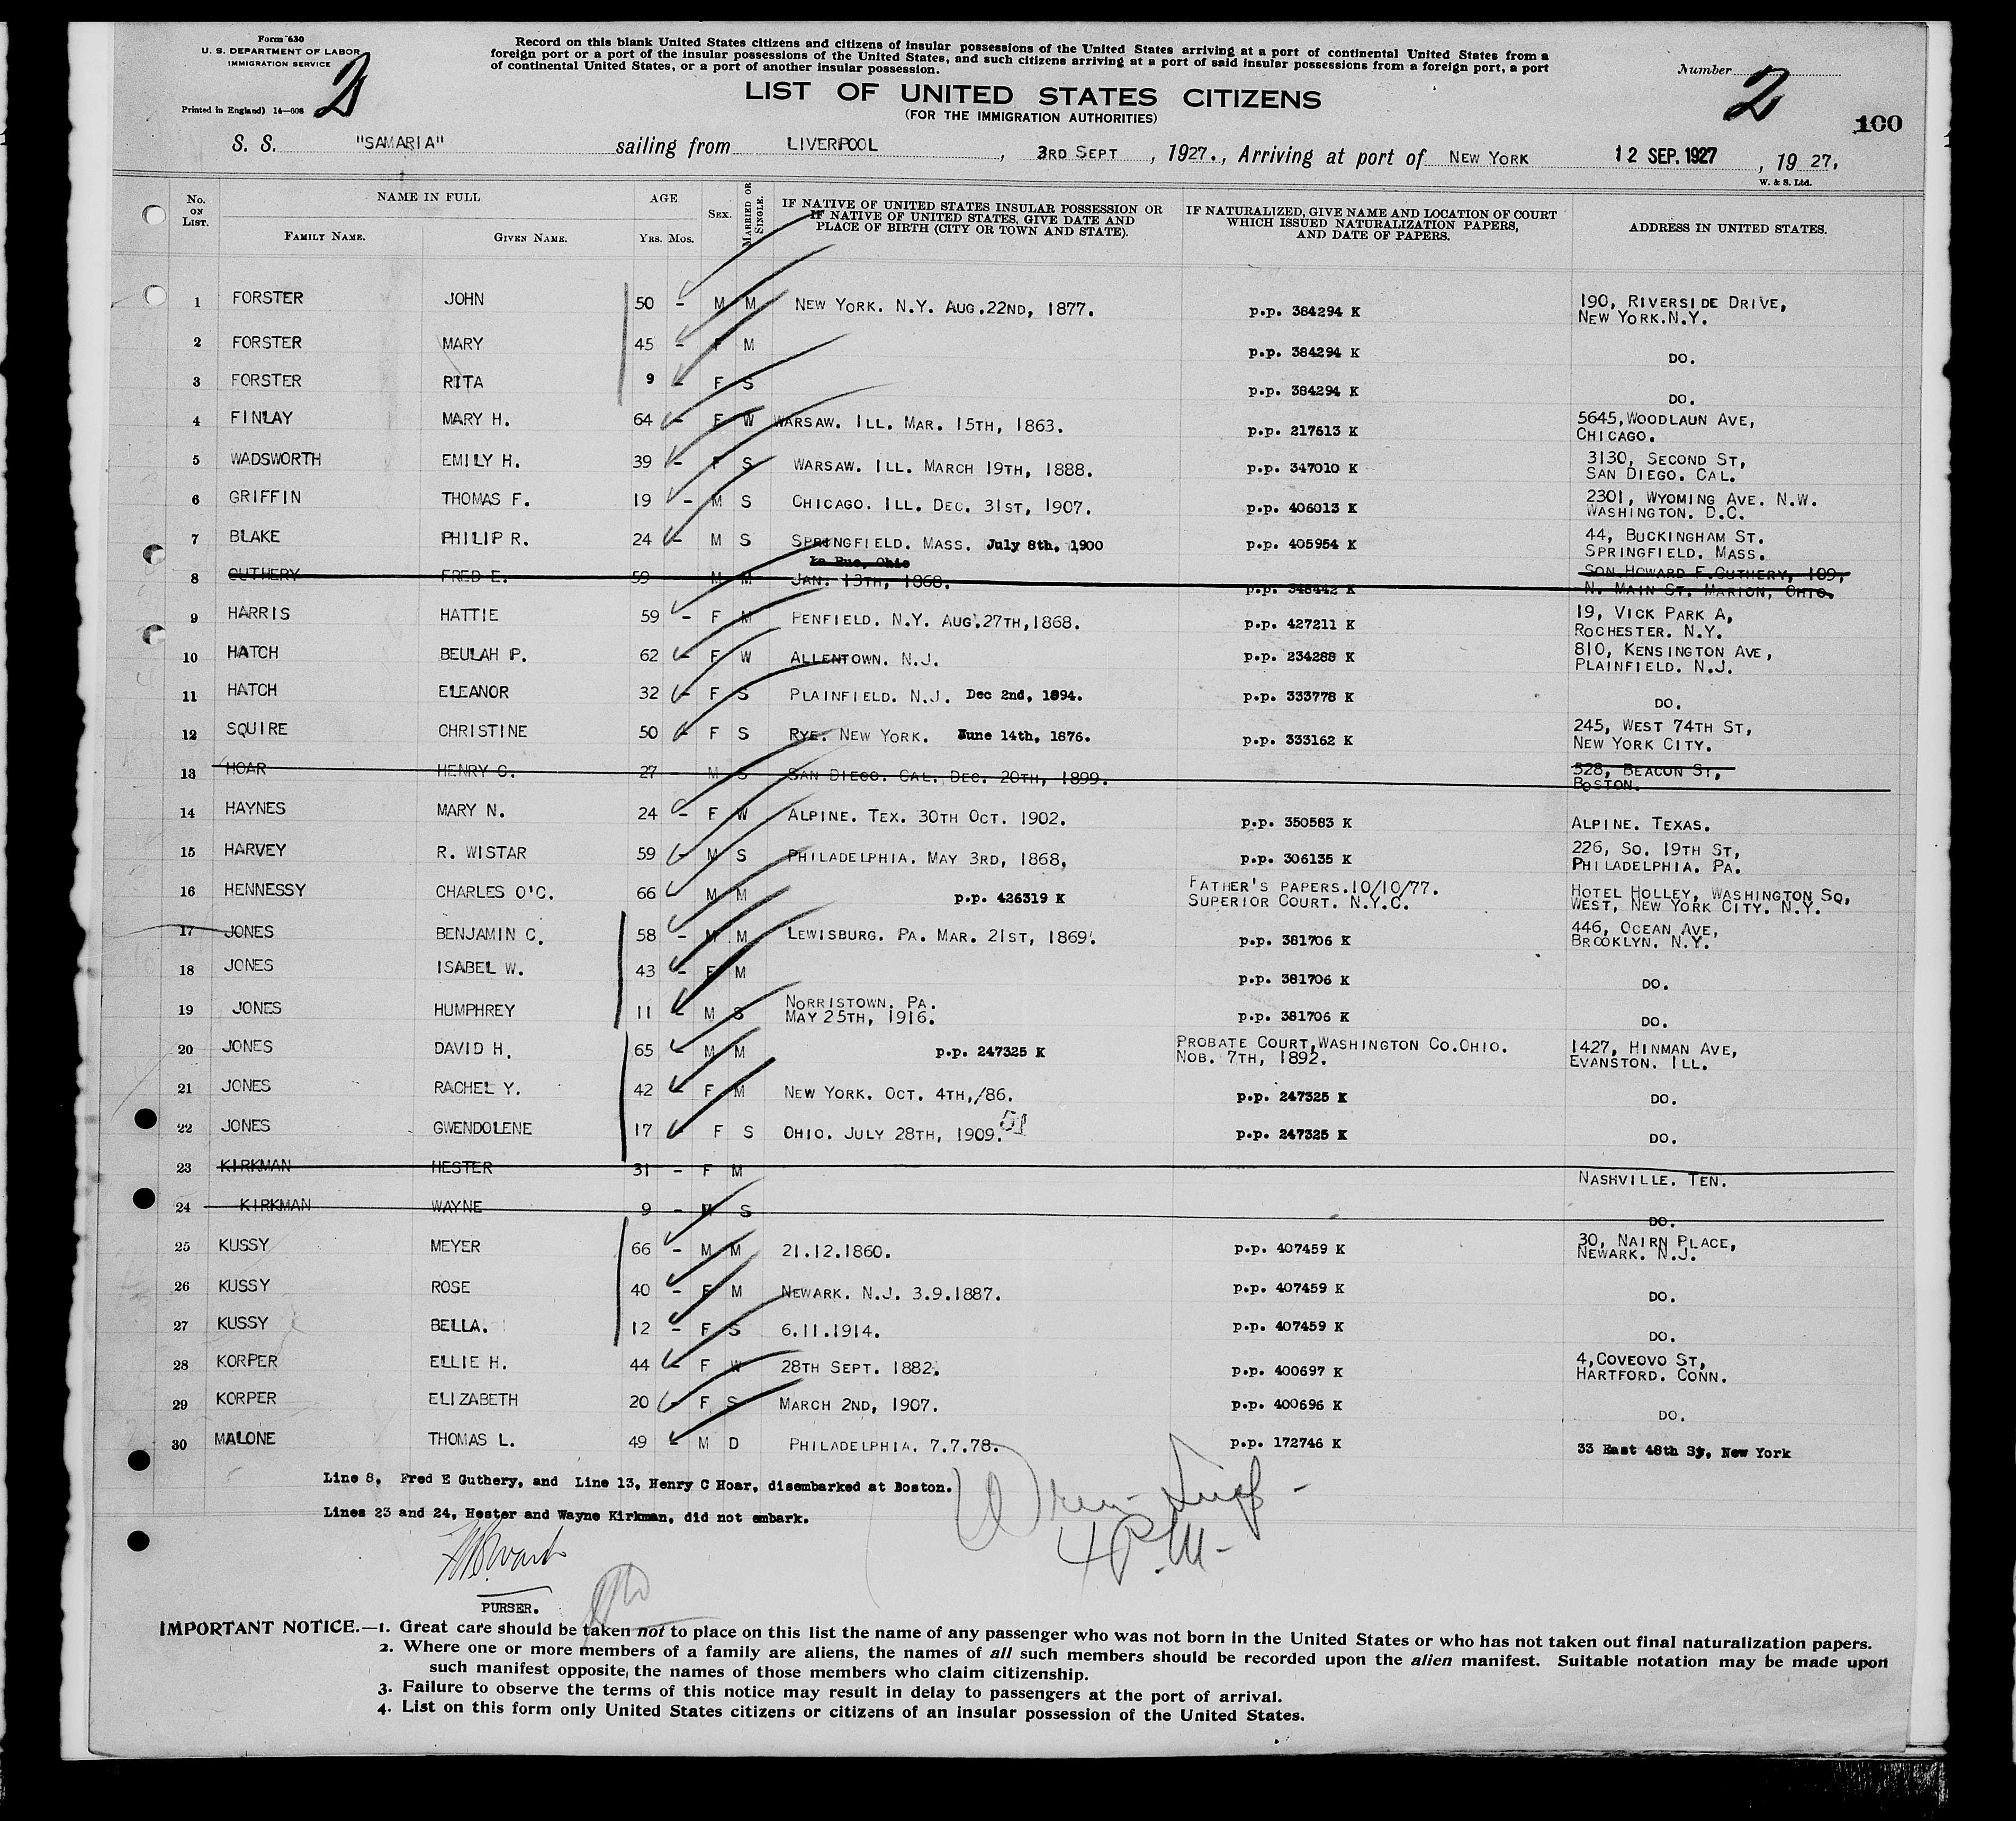 Form 630
U. S. DEPARTMENT OF LABOR
IMMIGRATION SERVICE
2
Printed in England) 14—608
Record on this blank United States citizens and citizens of insular possessions of the United States arriving at a port of continental United States from a
foreign port or a port of the insular possessions of the United States, and such citizens arriving at a port of said insular possessions from a foreign port, a port
of continental United States, or a port of another insular possession.
LIST OF UNITED STATES CITIZENS
(FOR THE IMMIGRATION AUTHORITIES)
Number 2
100
S. S. "SAMARIA" sailing from LIVERPOOL, 3RD SEPT, 1927., Arriving at port of NEW YORK 12 SEP. 1927, 1927,
W. & S. Ltd.
No. ON LIST. NAME IN FULL FAMILY NAME. GIVEN NAME. AGE YRS. MOS. SEX. MARRIED OR SINGLE. IF NATIVE OF UNITED STATES INSULAR POSSESSION OR IF NATIVE OF UNITED STATES, GIVE DATE AND PLACE OF BIRTH (CITY OR TOWN AND STATE). IF NATURALIZED, GIVE NAME AND LOCATION OF COURT WHICH ISSUED NATURALIZATION PAPERS, AND DATE OF PAPERS. ADDRESS IN UNITED STATES.
1 FORSTER JOHN 50 - M M NEW YORK. N.Y. AUG.22ND, 1877. p.p. 384294 K 190, RIVERSIDE DRIVE, NEW YORK.N.Y.
2 FORSTER MARY 45 - F M p.p. 384294 K DO.
3 FORSTER RITA 9 - F S p.p. 384294 K DO.
4 FINLAY MARY H. 64 - F W WARSAW. ILL. MAR. 15TH, 1863. p.p. 217613 K 5645,WOODLAUN AVE, CHICAGO.
5 WADSWORTH EMILY H. 39 - F S WARSAW. ILL. MARCH 19TH, 1888. p.p. 347010 K 3130, SECOND ST, SAN DIEGO. CAL.
6 GRIFFIN THOMAS F. 19 - M S CHICAGO. ILL. DEC. 31ST, 1907. p.p. 406013 K 2301, WYOMING AVE. N.W. WASHINGTON. D.C.
7 BLAKE PHILIP R. 24 - M S SPRINGFIELD. MASS. July 8th, 1900 p.p. 405954 K 44, BUCKINGHAM ST. SPRINGFIELD. MASS.
8 GUTHERY FRED E. 59 M M La Rue, Ohio JAN. 13TH, 1868. p.p. 348442 K SON.HOWARD F.GUTHERY, 109, N. MAIN ST. MARION, OHIO.
9 HARRIS HATTIE 59 - F M PENFIELD. N.Y. AUG.27TH,1868. p.p. 427211 K 19, VICK PARK A, ROCHESTER. N.Y.
10 HATCH BEULAH P. 62 - F W ALLENTOWN. N.J. p.p. 234288 K 810, KENSINGTON AVE, PLAINFIELD. N.J.
11 HATCH ELEANOR 32 - F S PLAINFIELD. N.J. Dec 2nd, 1894. p.p. 333778 K DO.
12 SQUIRE CHRISTINE 50 - F S RYE. NEW YORK. June 14th, 1876. p.p. 333162 K 245, WEST 74TH ST, NEW YORK CITY.
13 HOAR HENRY C. 27 - M S SAN DIEGO. CAL. DEC. 20TH, 1899. 528, BEACON ST, BOSTON.
14 HAYNES MARY N. 24 - F W ALPINE. TEX. 30TH OCT. 1902. p.p. 350583 K ALPINE. TEXAS.
15 HARVEY R. WISTAR 59 - M S PHILADELPHIA. MAY 3RD, 1868, p.p. 306135 K 226, SO. 19TH ST, PHILADELPHIA. PA.
16 HENNESSY CHARLES O'C. 66 M M p.p. 426319 K FATHER'S PAPERS.10/10/77. SUPERIOR COURT. N.Y.C. HOTEL HOLLEY, WASHINGTON SQ, WEST, NEW YORK CITY. N.Y.
17 JONES BENJAMIN C. 58 - M M LEWISBURG. PA. MAR. 21ST, 1869. p.p. 381706 K 446, OCEAN AVE, BROOKLYN. N.Y.
18 JONES ISABEL W. 43 - F M p.p. 381706 K DO.
19 JONES HUMPHREY 11 - M S NORRISTOWN. PA. MAY 25TH, 1916. p.p. 381706 K DO.
20 JONES DAVID H. 65 - M M p.p. 247325 K PROBATE COURT,WASHINGTON CO.OHIO. NOB. 7TH, 1892. 1427, HINMAN AVE, EVANSTON. ILL.
21 JONES RACHEL Y. 42 - F M NEW YORK. OCT. 4TH,/86. p.p. 247325 K DO.
22 JONES GWENDOLENE 17 - F S OHIO. JULY 28TH, 1909. 51 p.p. 247325 K DO.
23 KIRKMAN HESTER 31 - F M NASHVILLE. TEN.
24 KIRKMAN WAYNE 9 - M S DO.
25 KUSSY MEYER 66 - M M 21.12.1860. p.p. 407459 K 30, NAIRN PLACE, NEWARK. N.J.
26 KUSSY ROSE 40 - F M NEWARK. N.J. 3.9.1887. p.p. 407459 K DO.
27 KUSSY BELLA. 12 - F S 6.11.1914. p.p. 407459 K DO.
28 KORPER ELLIE H. 44 - F W 28TH SEPT. 1882. p.p. 400697 K 4,COVEOVO ST, HARTFORD. CONN.
29 KORPER ELIZABETH 20 - F S MARCH 2ND, 1907. p.p. 400696 K DO.
30 MALONE THOMAS L. 49 - M D PHILADELPHIA. 7.7.78. p.p. 172746 K 33 East 48th St, New York
Line 8, Fred E Guthery, and Line 13, Henry C Hoar, disembarked at Boston.
Lines 23 and 24, Hester and Wayne Kirkman, did not embark.
4 P.M-
PURSER.
IMPORTANT NOTICE.—1. Great care should be taken not to place on this list the name of any passenger who was not born in the United States or who has not taken out final naturalization papers.
2. Where one or more members of a family are aliens, the names of all such members should be recorded upon the alien manifest. Suitable notation may be made upon
such manifest opposite, the names of those members who claim citizenship.
3. Failure to observe the terms of this notice may result in delay to passengers at the port of arrival.
4. List on this form only United States citizens or citizens of an insular possession of the United States.